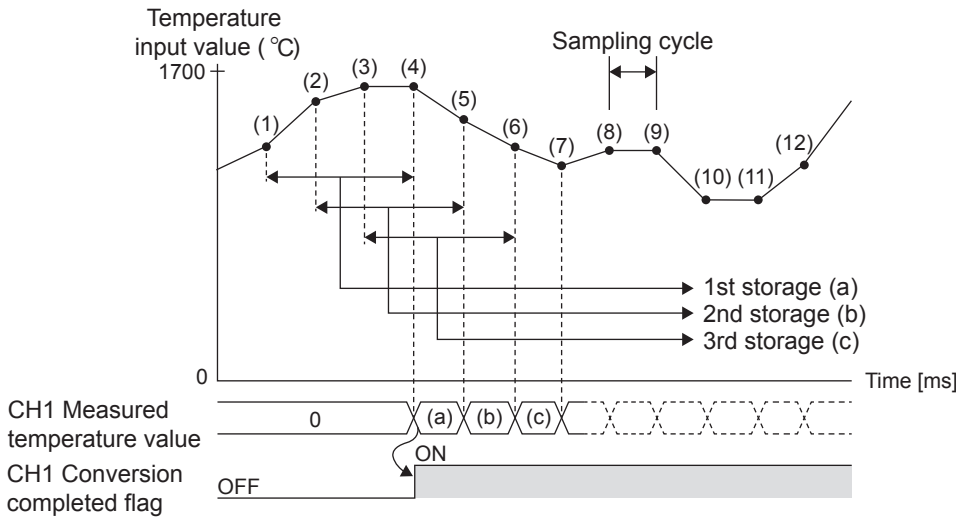 Temperature
input value (°C)
Sampling cycle
1700
(1)
(2)
(3)
(4)
(5)
(6)
(7)
(8)
(9)
(10)
(11)
(12)
1st storage (a)
2nd storage (b)
3rd storage (c)
0
Time [ms]
CH1 Measured
temperature value
0
(a)
(b)
(c)
CH1 Conversion
completed flag
OFF
ON